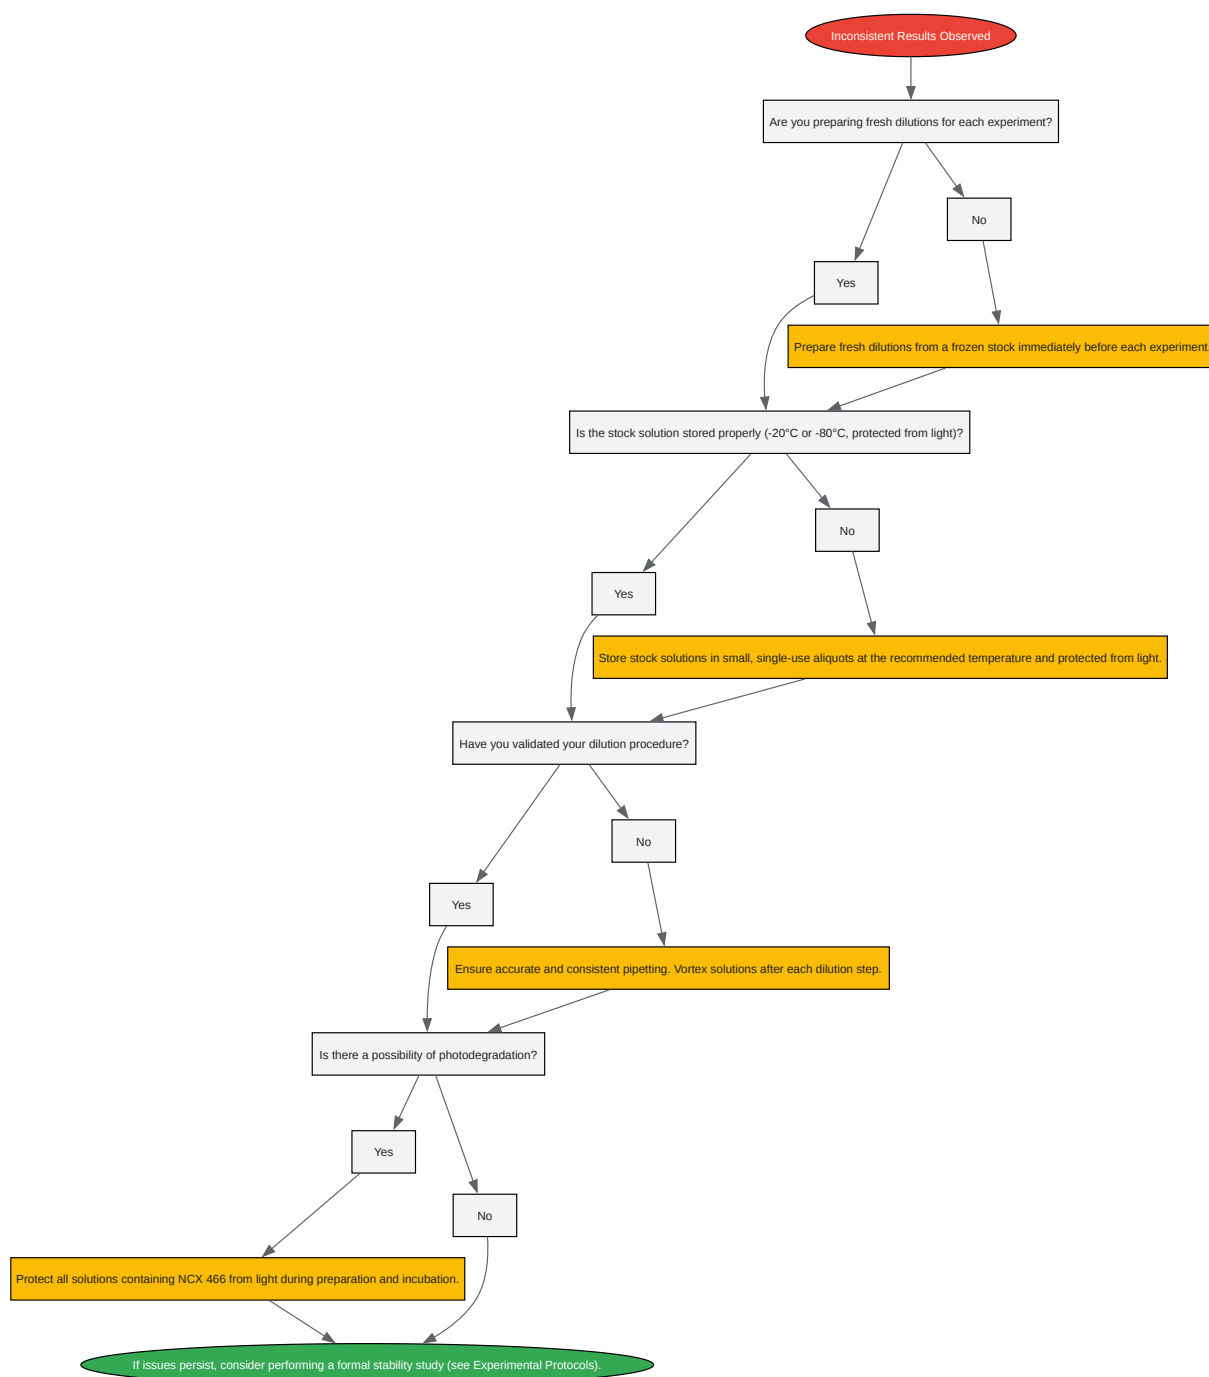 Inconsistent Results Observed
Are you preparing fresh dilutions for each experiment?
No
Yes
Prepare fresh dilutions from a frozen stock immediately before each experiment.
Is the stock solution stored properly (-20°C or -80°C, protected from light)?
No
Yes
Store stock solutions in small, single-use aliquots at the recommended temperature and protected from light.
Have you validated your dilution procedure?
No
Yes
Ensure accurate and consistent pipetting. Vortex solutions after each dilution step.
Is there a possibility of photodegradation?
Yes
No
Protect all solutions containing NCX 466 from light during preparation and incubation.
If issues persist, consider performing a formal stability study (see Experimental Protocols).